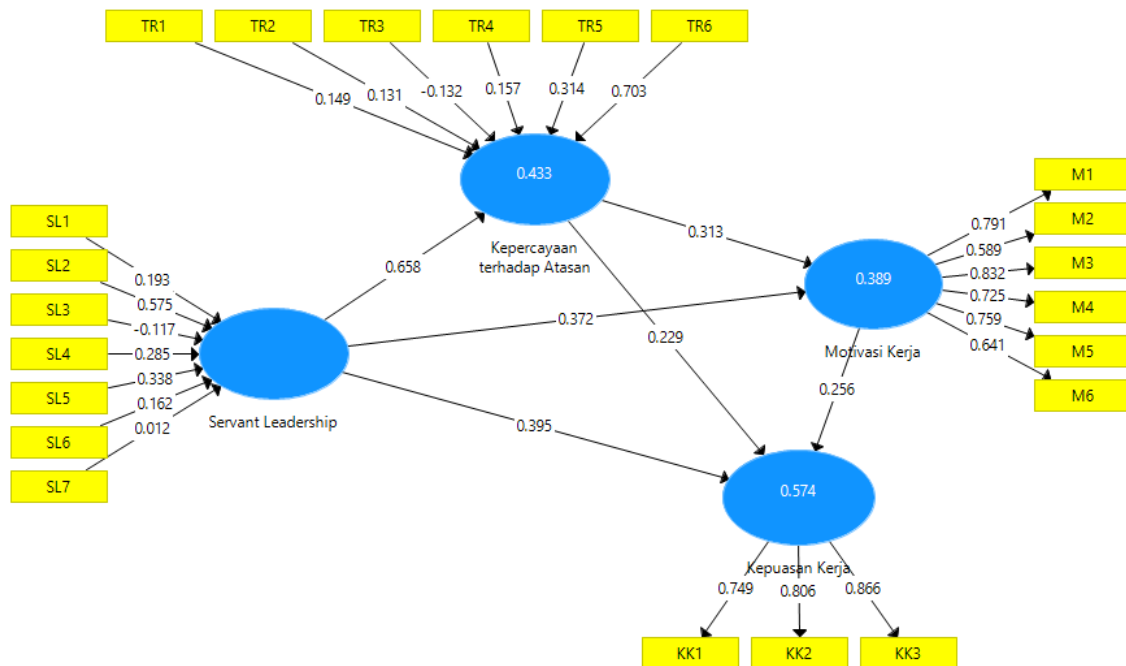 TR1
TR2
TR3
TR4
TR5
TR6
0.149
0.131
-0.132
0.157
0.314
0.703
0.433
Kepercayaan
terhadap Atasan
SL1
SL2
SL3
SL4
SL5
SL6
SL7
0.193
0.575
-0.117
0.285
0.338
0.162
0.012
Servant Leadership
0.658
0.313
0.372
0.229
0.395
0.256
0.389
Motivasi Kerja
0.791
0.589
0.832
0.725
0.759
0.641
M1
M2
M3
M4
M5
M6
0.574
Kepuasan Kerja
0.749
0.806
0.866
KK1
KK2
KK3